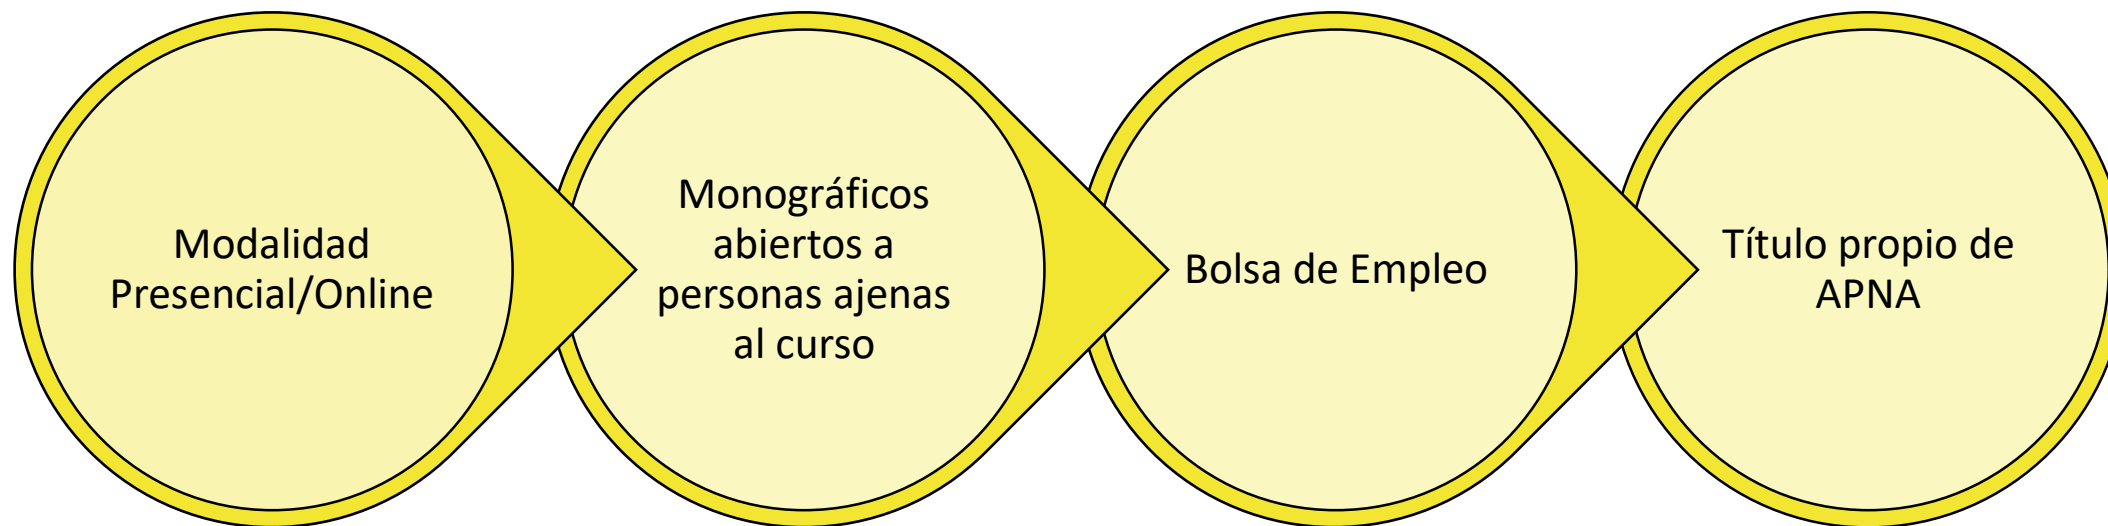 Modalidad
Presencial/Online
Monográficos
abiertos a
personas ajenas
al curso
Bolsa de Empleo
Título propio de
APNA